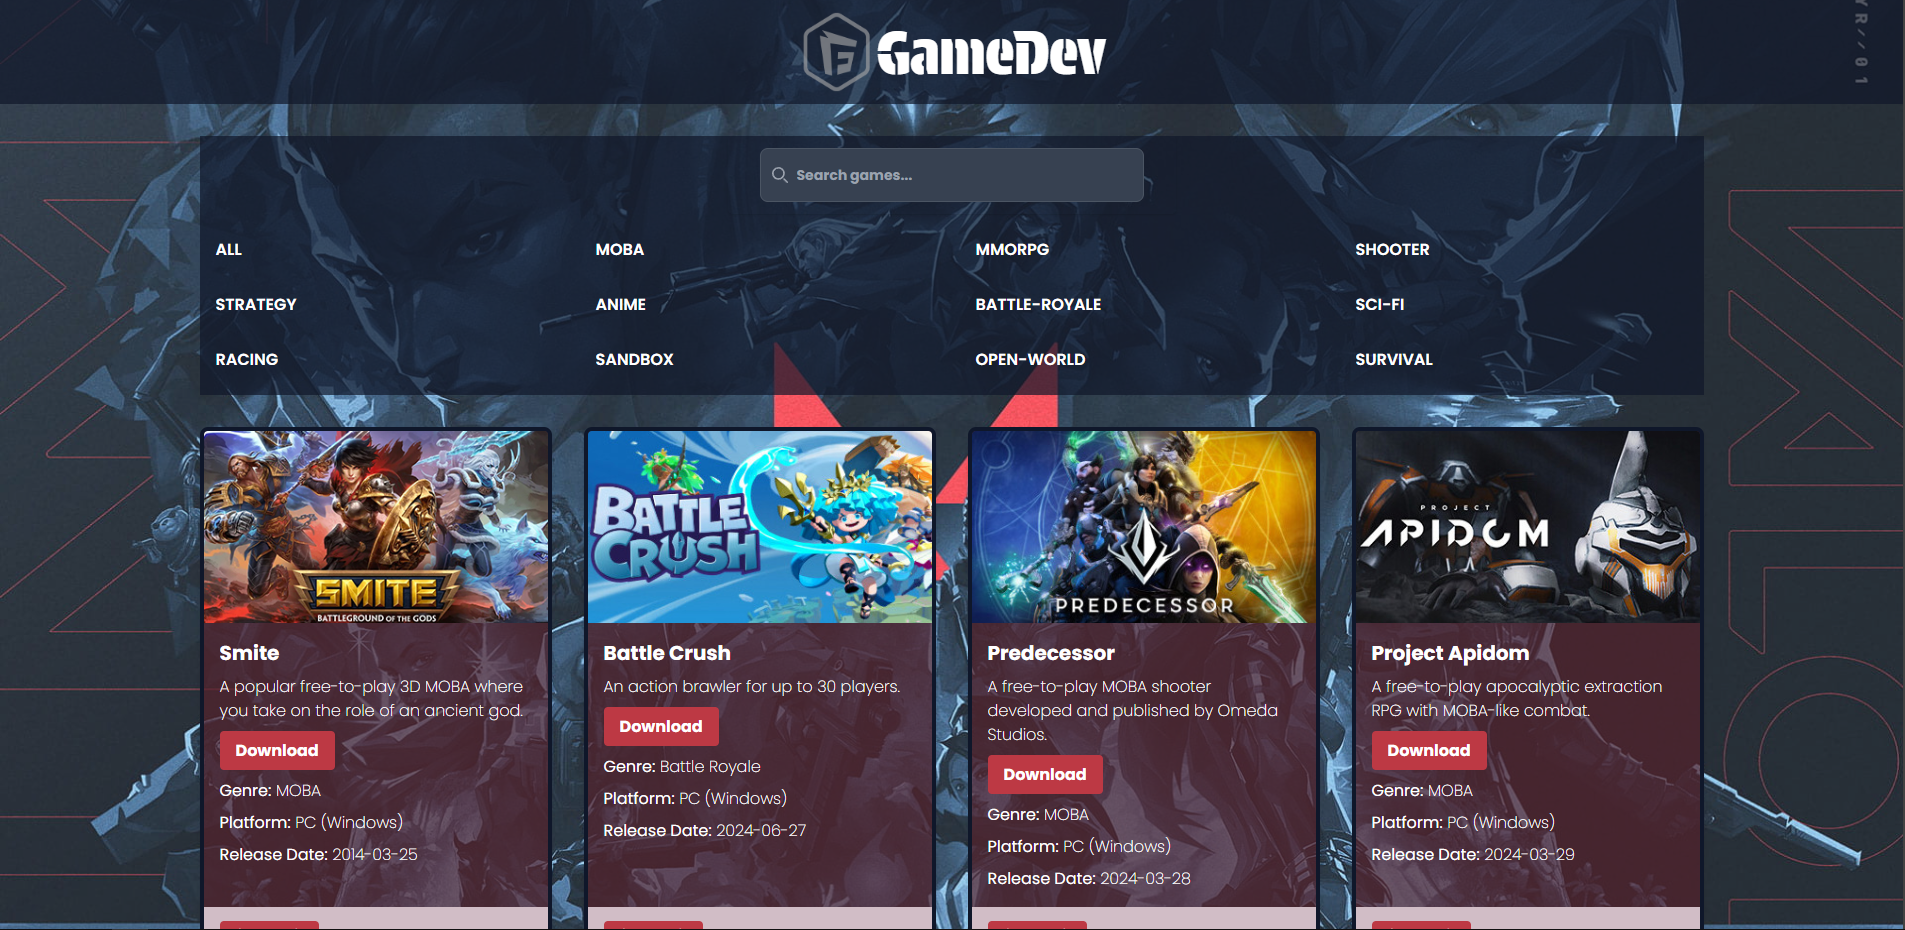 GameDev
YR//01
Search games...
ALL
MOBA
MMORPG
SHOOTER
STRATEGY
ANIME
BATTLE-ROYALE
SCI-FI
RACING
SANDBOX
OPEN-WORLD
SURVIVAL
SMITE
BATTLEGROUND OF THE GODS
Smite
A popular free-to-play 3D MOBA where
you take on the role of an ancient god.
Download
Genre: MOBA
Platform: PC (Windows)
Release Date: 2014-03-25
BATTLE
CRUSH
Battle Crush
An action brawler for up to 30 players.
Download
Genre: Battle Royale
Platform: PC (Windows)
Release Date: 2024-06-27
PREDECESSOR
Predecessor
A free-to-play MOBA shooter
developed and published by Omeda
Studios.
Download
Genre: MOBA
Platform: PC (Windows)
Release Date: 2024-03-28
PROJECT
APIDOM
Project Apidom
A free-to-play apocalyptic extraction
RPG with MOBA-like combat.
Download
Genre: MOBA
Platform: PC (Windows)
Release Date: 2024-03-29